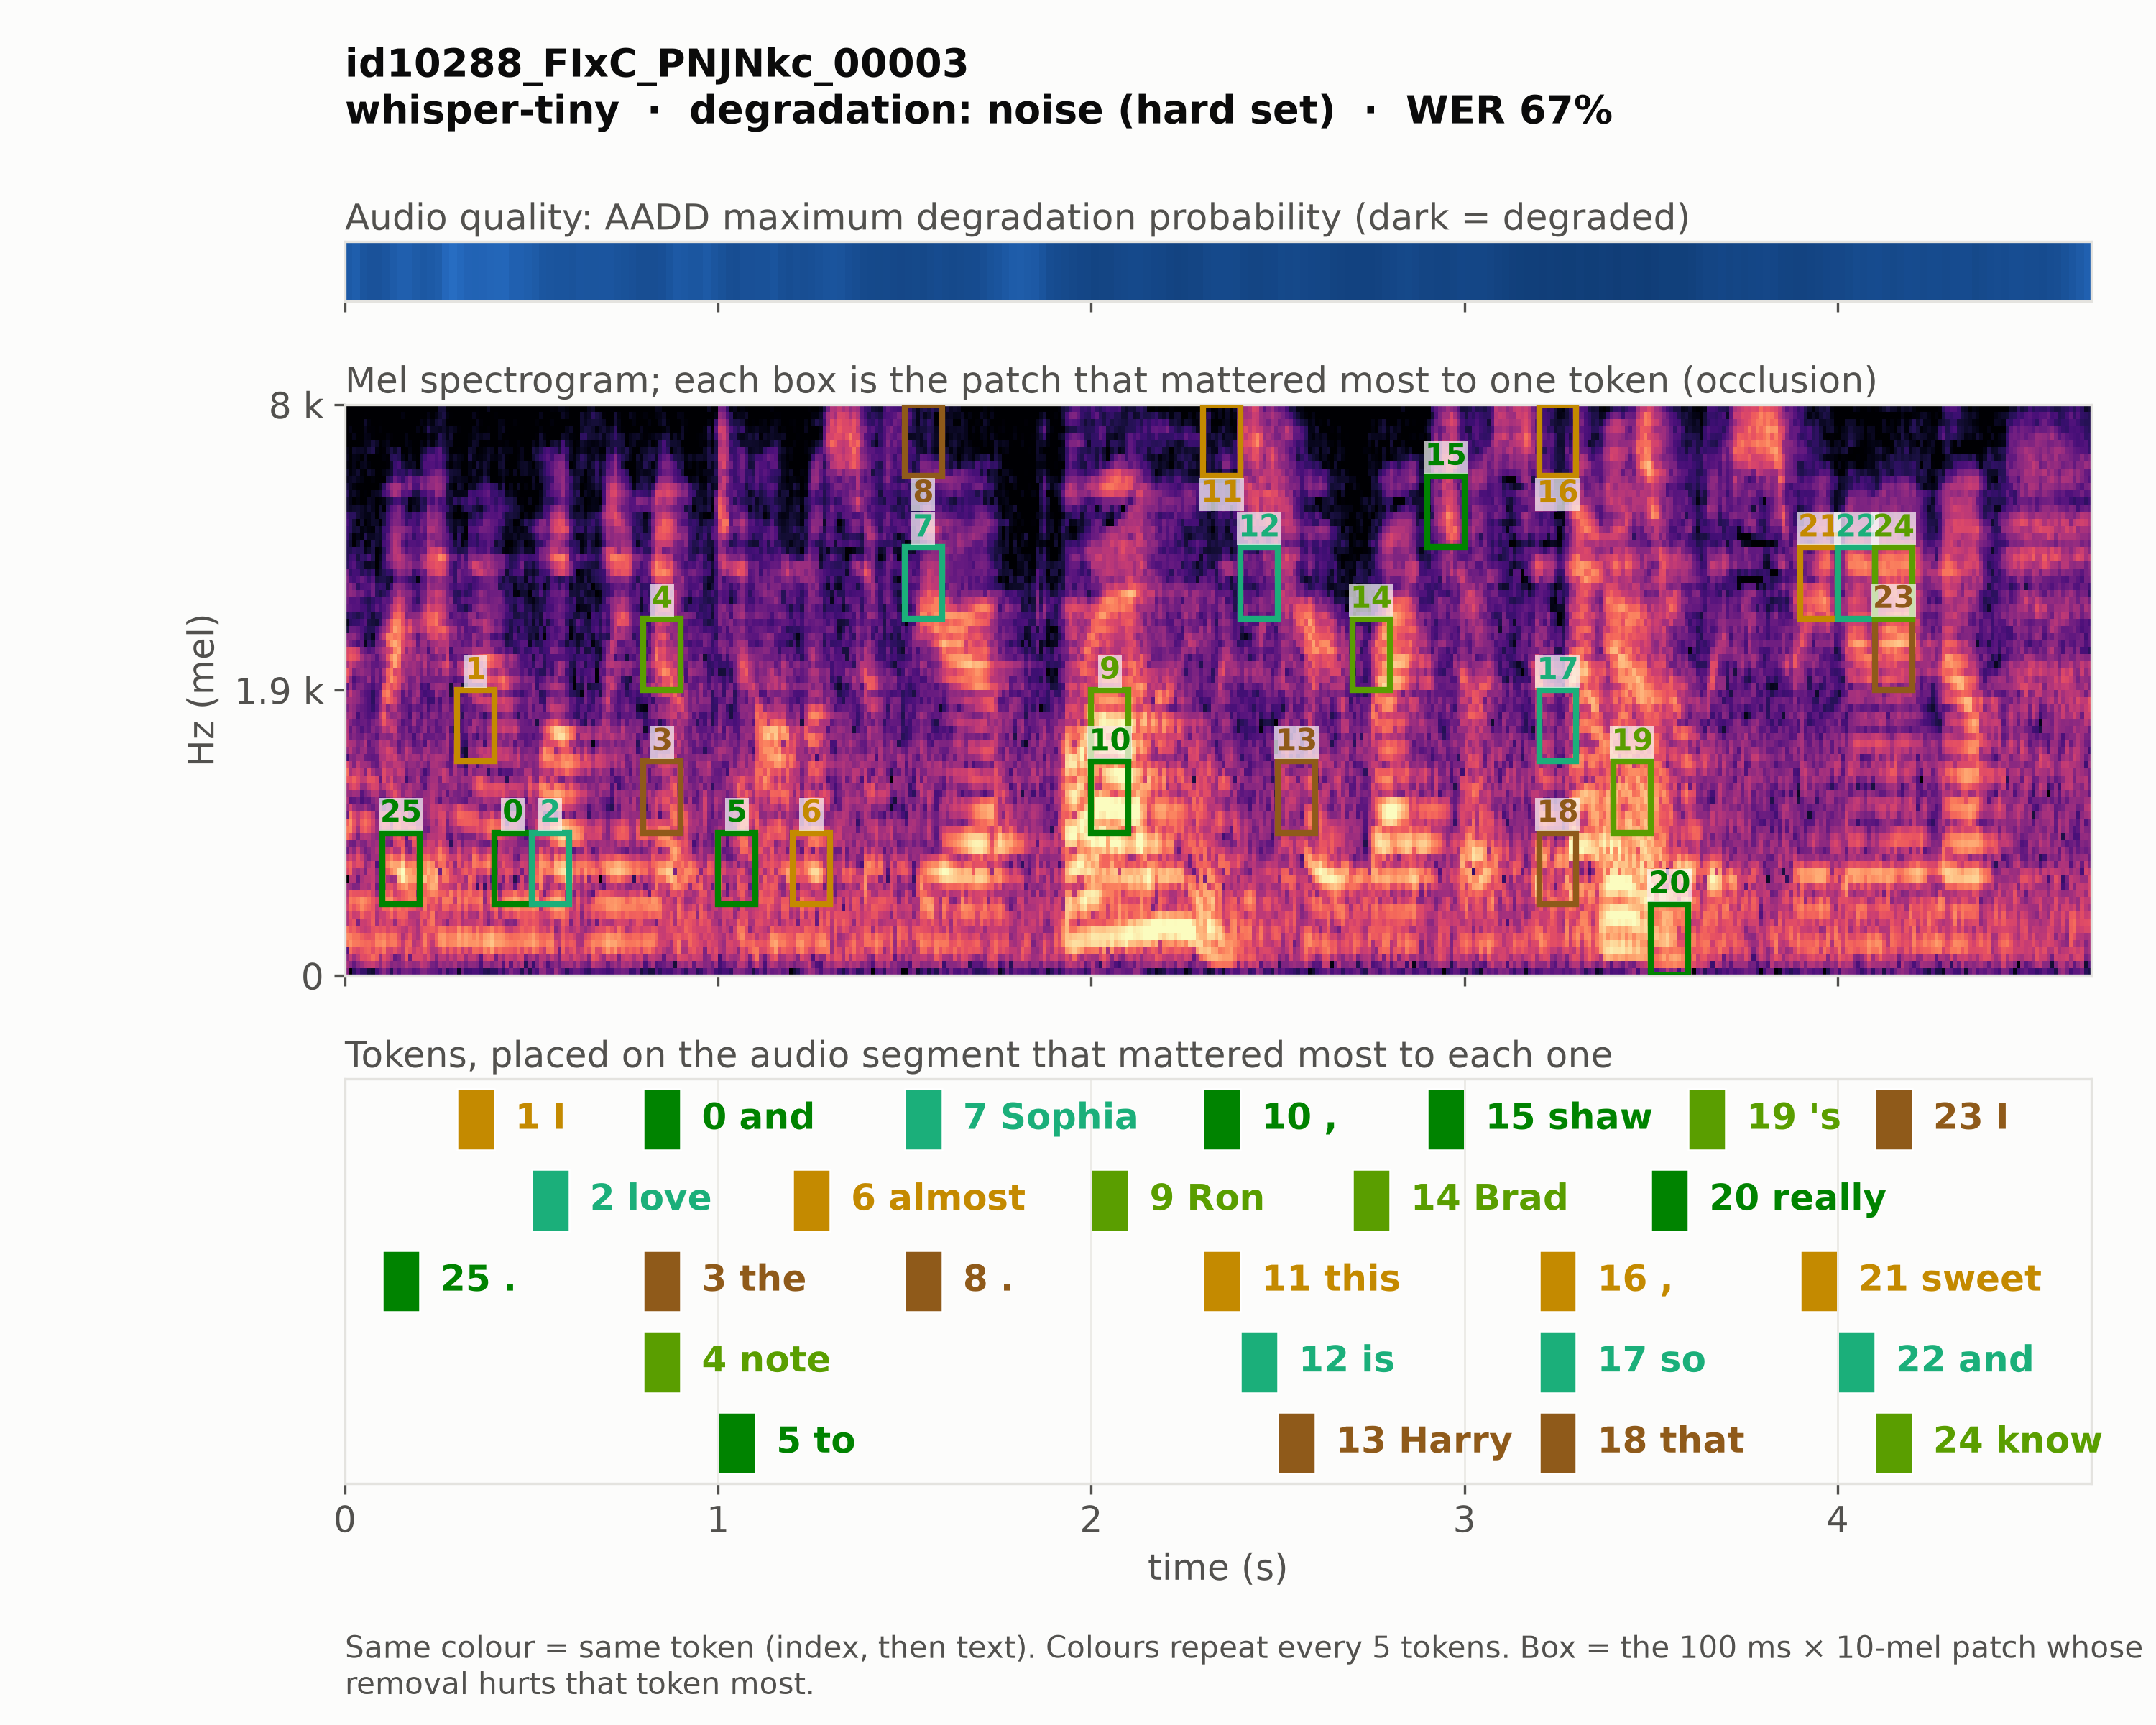 id10288_FIxC_PNJNkc_00003
whisper-tiny · degradation: noise (hard set) · WER 67%
Audio quality: AADD maximum degradation probability (dark = degraded)
Mel spectrogram; each box is the patch that mattered most to one token (occlusion)
8 k
1.9 k
0
Hz (mel)
8
11
15
16
7
12
21
22
24
4
14
23
1
9
17
3
10
13
19
25
0
2
5
6
18
20
Tokens, placed on the audio segment that mattered most to each one
1 I
0 and
7 Sophia
10 ,
15 shaw
19 's
23 I
2 love
6 almost
9 Ron
14 Brad
20 really
25 .
3 the
8 .
11 this
16 ,
21 sweet
4 note
12 is
17 so
22 and
5 to
13 Harry
18 that
24 know
0 1 2 3 4
time (s)
Same colour = same token (index, then text). Colours repeat every 5 tokens. Box = the 100 ms × 10-mel patch whose
removal hurts that token most.